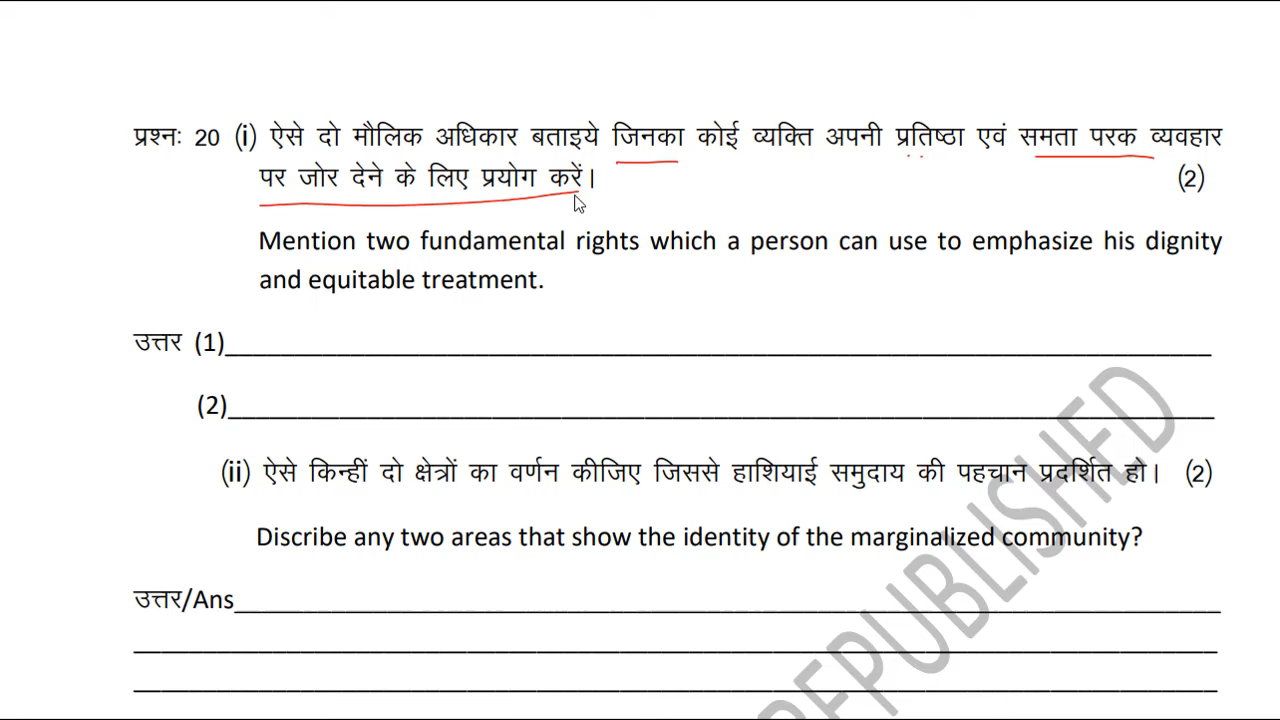 प्रश्नः 20 (i) ऐसे दो मौलिक अधिकार बताइये जिनका कोई व्यक्ति अपनी प्रतिष्ठा एवं समता परक व्यवहार
पर जोर देने के लिए प्रयोग करें। (2)
Mention two fundamental rights which a person can use to emphasize his dignity
and equitable treatment.
उत्तर (1)
(2)
(ii) ऐसे किन्हीं दो क्षेत्रों का वर्णन कीजिए जिससे हाशियाई समुदाय की पहचान प्रदर्शित हो। (2)
Discribe any two areas that show the identity of the marginalized community?
उत्तर/Ans
REPUBLISHED